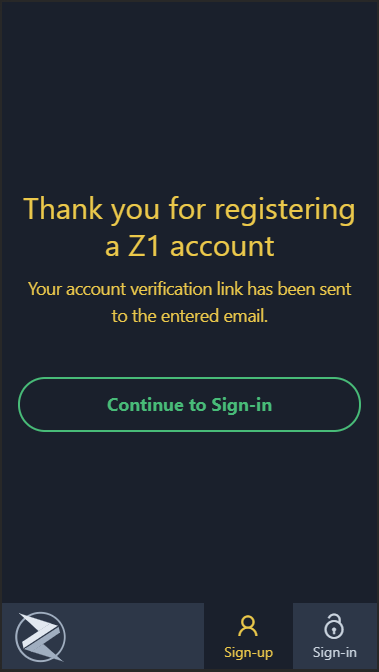 Thank you for registering
a Z1 account
Your account verification link has been sent
to the entered email.
Continue to Sign-in
Sign-up
Sign-in